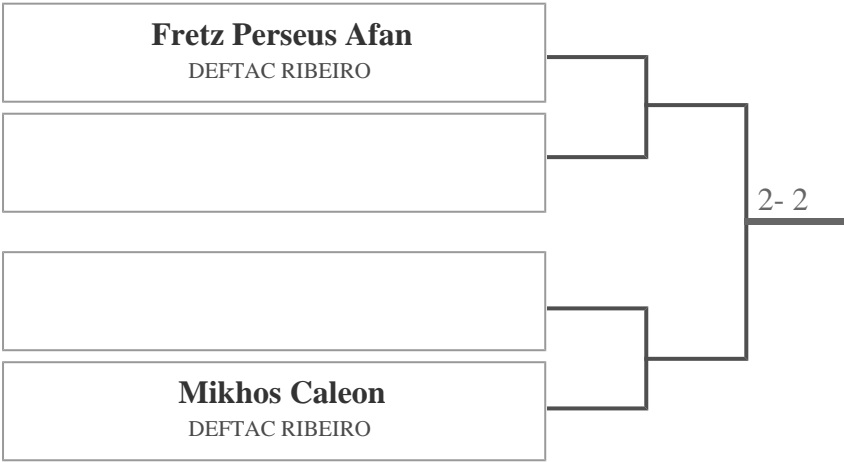 Fretz Perseus Afan
DEFTAC RIBEIRO
2- 2
Mikhos Caleon
DEFTAC RIBEIRO